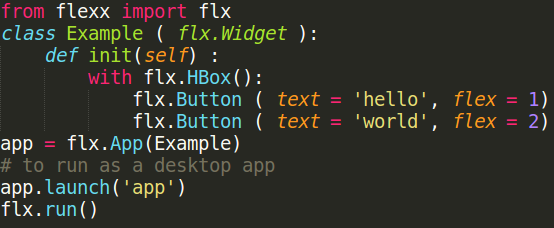 from flexx import flx
class Example ( flx.Widget ):
    def init(self) :
        with flx.HBox():
            flx.Button ( text = 'hello', flex = 1)
            flx.Button ( text = 'world', flex = 2)
app = flx.App(Example)
# to run as a desktop app
app.launch('app')
flx.run()